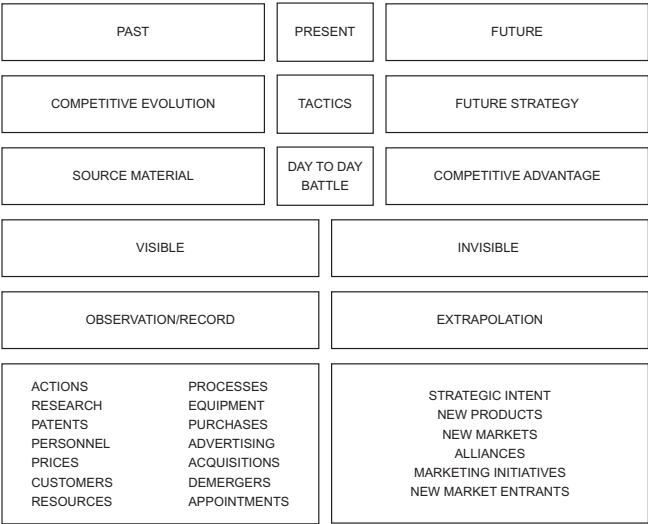 PAST
PRESENT
FUTURE
COMPETITIVE EVOLUTION
TACTICS
FUTURE STRATEGY
SOURCE MATERIAL
DAY TO DAY
BATTLE
COMPETITIVE ADVANTAGE
VISIBLE
INVISIBLE
OBSERVATION/RECORD
EXTRAPOLATION
ACTIONS
RESEARCH
PATENTS
PERSONNEL
PRICES
CUSTOMERS
RESOURCES
PROCESSES
EQUIPMENT
PURCHASES
ADVERTISING
ACQUISITIONS
DEMERGERS
APPOINTMENTS
STRATEGIC INTENT
NEW PRODUCTS
NEW MARKETS
ALLIANCES
MARKETING INITIATIVES
NEW MARKET ENTRANTS